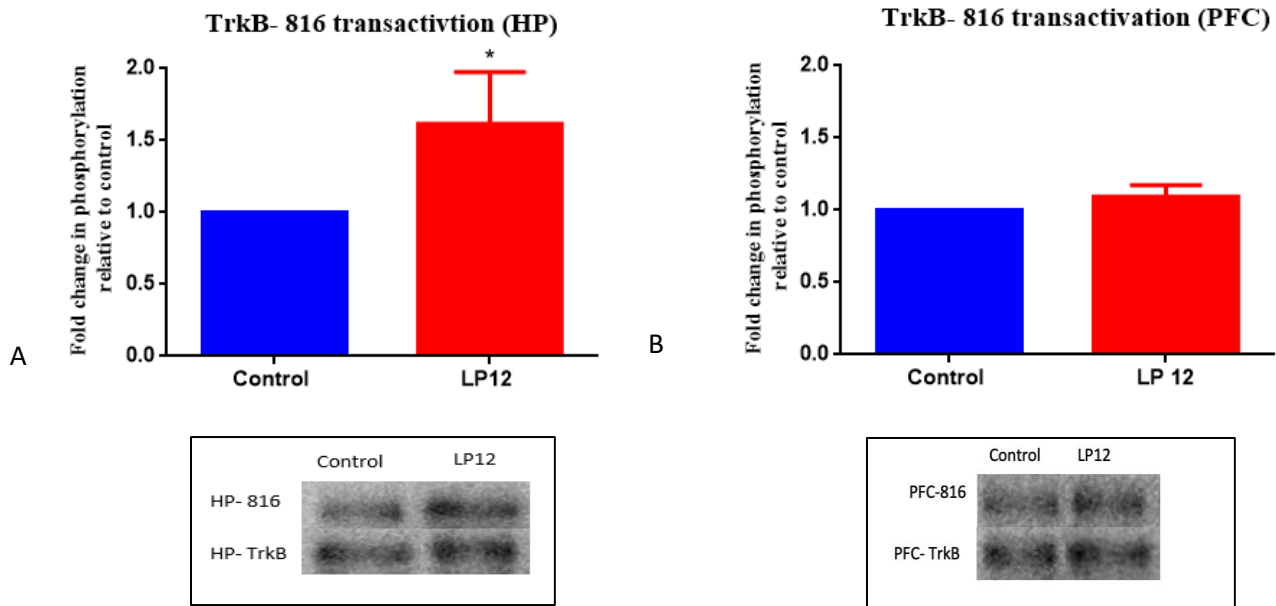 TrkB- 816 transactivtion (HP)
Fold change in phosphorylation
relative to control
2.0
*
1.5
1.0
0.5
0.0
Control LP12
A
Control LP12
HP- 816
HP- TrkB
TrkB- 816 transactivation (PFC)
Fold change in phosphorylation
relative to control
2.0
1.5
1.0
0.5
0.0
Control LP 12
B
Control LP12
PFC-816
PFC- TrkB